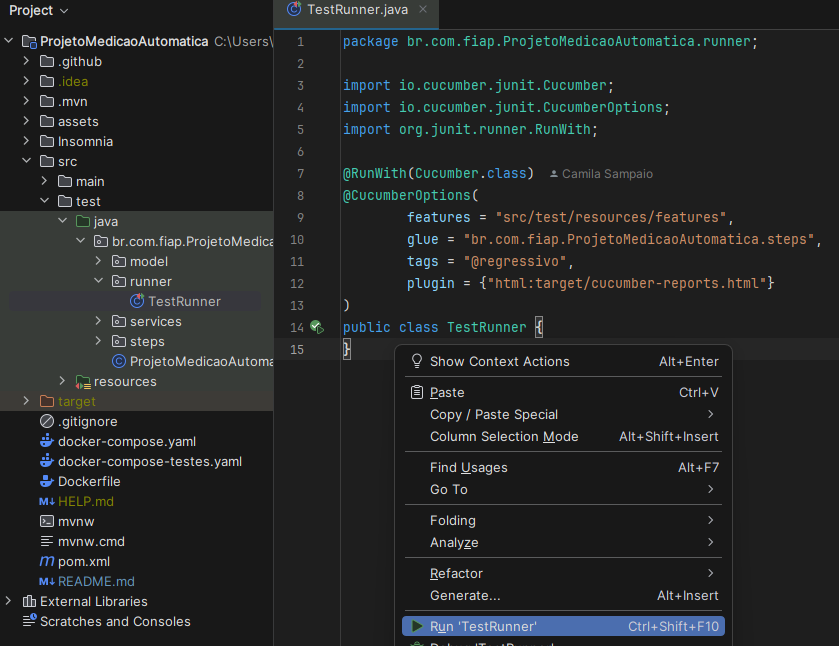 Project
TestRunner.java
ProjetoMedicaoAutomatica C:\Users\
.github
.idea
.mvn
assets
Insomnia
src
main
test
java
br.com.fiap.ProjetoMedica
model
runner
TestRunner
services
steps
ProjetoMedicaoAutoma
resources
target
.gitignore
docker-compose.yaml
docker-compose-testes.yaml
Dockerfile
M↓ HELP.md
mvnw
mvnw.cmd
m pom.xml
M↓ README.md
External Libraries
Scratches and Consoles
1 package br.com.fiap.ProjetoMedicaoAutomatica.runner;
2
3 import io.cucumber.junit.Cucumber;
4 import io.cucumber.junit.CucumberOptions;
5 import org.junit.runner.RunWith;
6
7 @RunWith(Cucumber.class) Camila Sampaio
8 @CucumberOptions(
9 features = "src/test/resources/features",
10 glue = "br.com.fiap.ProjetoMedicaoAutomatica.steps",
11 tags = "@regressivo",
12 plugin = {"html:target/cucumber-reports.html"}
13 )
14 public class TestRunner {
15 }
Show Context Actions Alt+Enter
Paste Ctrl+V
Copy / Paste Special
Column Selection Mode Alt+Shift+Insert
Find Usages Alt+F7
Go To
Folding
Analyze
Refactor
Generate... Alt+Insert
Run 'TestRunner' Ctrl+Shift+F10